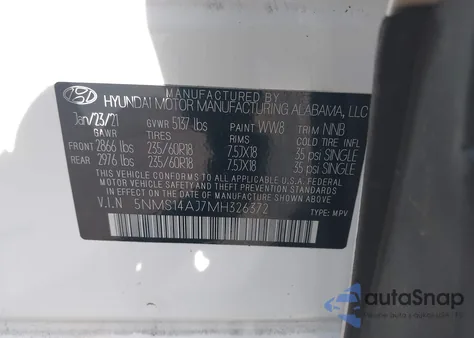 MANUFACTURED BY
HYUNDAI MOTOR MANUFACTURING ALABAMA, LLC
Jan/23/21 GVWR 5137 lbs PAINT WW8 TRIM NNB
GAWR TIRES RIMS COLD TIRE INFL
FRONT 2866 lbs 235/60R18 7.5JX18 35 psi SINGLE
REAR 2976 lbs 235/60R18 7.5JX18 35 psi SINGLE
THIS VEHICLE CONFORMS TO ALL APPLICABLE U.S.A. FEDERAL
MOTOR VEHICLE SAFETY AND THEFT PREVENTION STANDARDS
IN EFFECT ON THE DATE OF MANUFACTURE SHOWN ABOVE.
V.I.N 5NMS14AJ7MH326372 TYPE: MPV
autoSnap